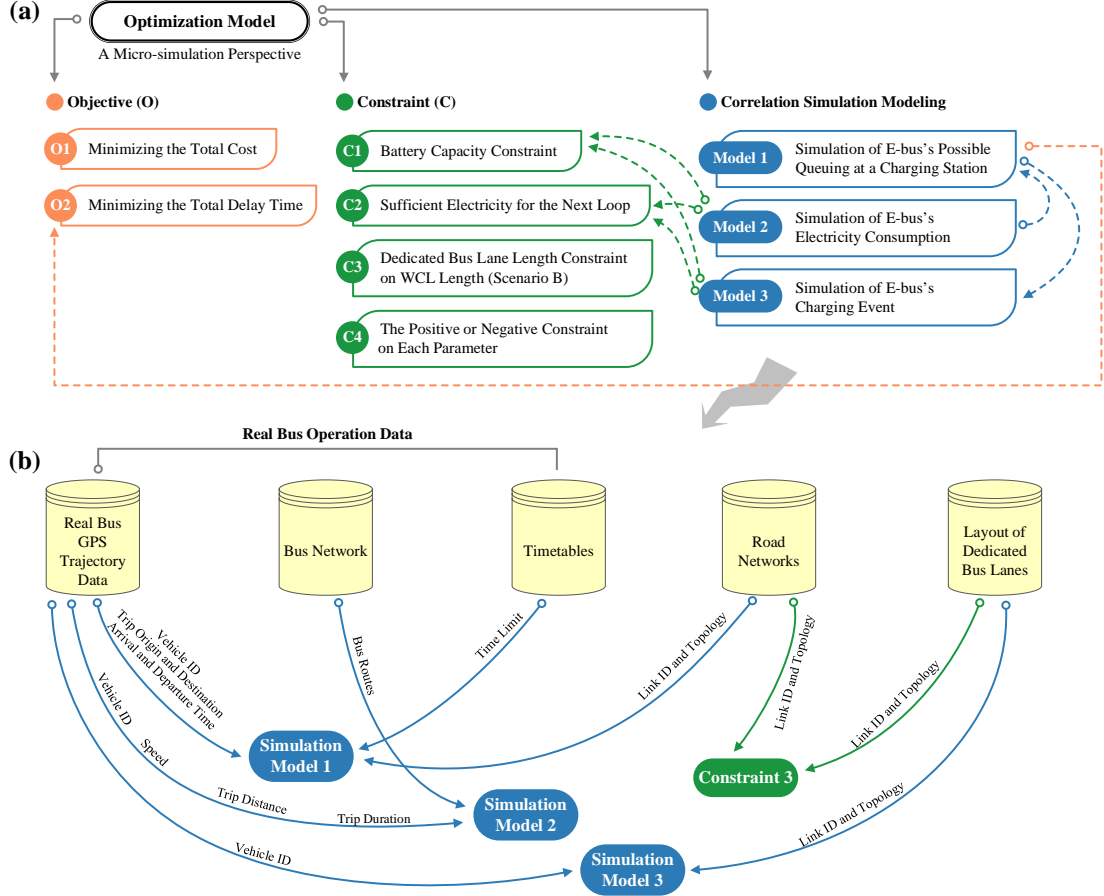 (a)
Optimization Model
A Micro-simulation Perspective
Objective (O)
O1
Minimizing the Total Cost
O2
Minimizing the Total Delay Time
Constraint (C)
C1
Battery Capacity Constraint
C2
Sufficient Electricity for the Next Loop
C3
Dedicated Bus Lane Length Constraint
on WCL Length (Scenario B)
C4
The Positive or Negative Constraint
on Each Parameter
Correlation Simulation Modeling
Model 1
Simulation of E-bus’s Possible
Queuing at a Charging Station
Model 2
Simulation of E-bus’s
Electricity Consumption
Model 3
Simulation of E-bus’s
Charging Event
(b)
Real Bus Operation Data
Real Bus
GPS
Trajectory
Data
Bus Network
Timetables
Road
Networks
Layout of
Dedicated
Bus Lanes
Vehicle ID
Trip Origin and Destination
Arrival and Departure Time
Vehicle ID
Speed
Trip Distance
Trip Duration
Vehicle ID
Bus Routes
Time Limit
Link ID and Topology
Link ID and Topology
Link ID and Topology
Link ID and Topology
Simulation
Model 1
Simulation
Model 2
Simulation
Model 3
Constraint 3